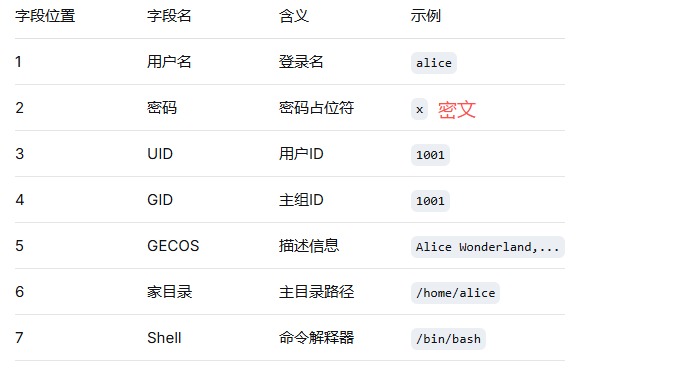 字段位置 字段名 含义 示例
1 用户名 登录名 alice
2 密码 密码占位符 x 密文
3 UID 用户ID 1001
4 GID 主组ID 1001
5 GECOS 描述信息 Alice Wonderland,...
6 家目录 主目录路径 /home/alice
7 Shell 命令解释器 /bin/bash